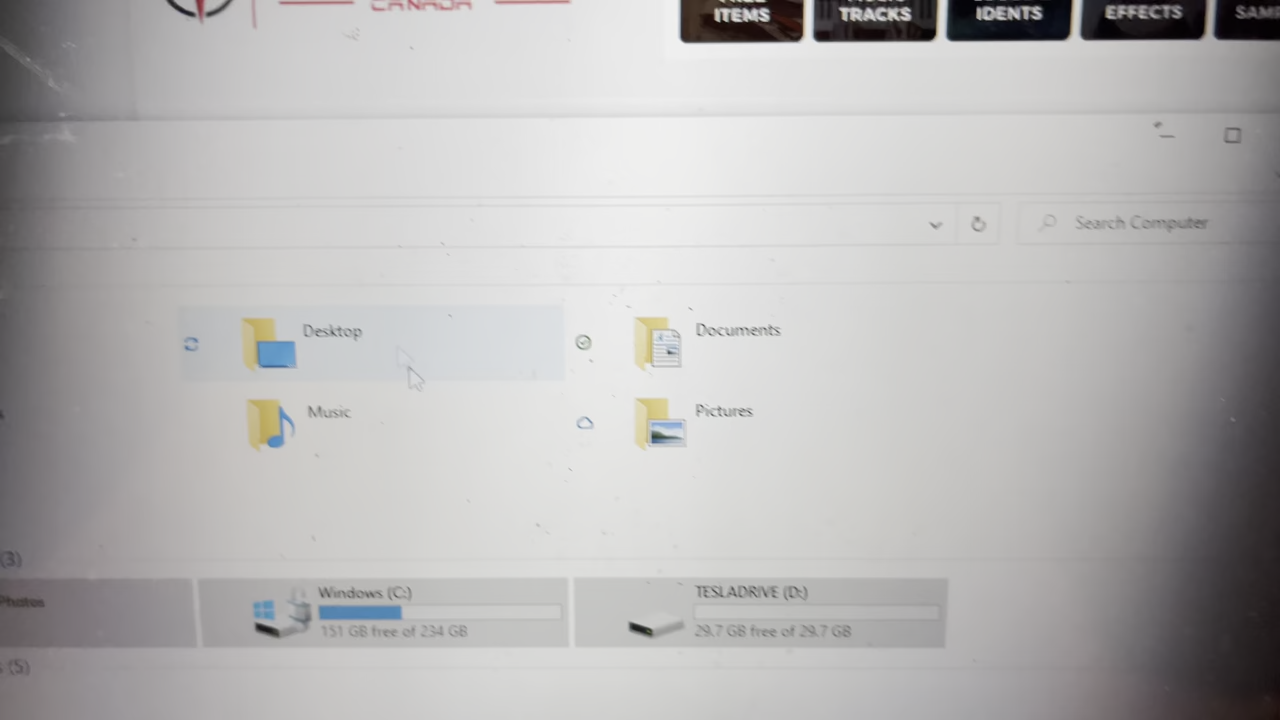 CANADA
ITEMS
TRACKS
IDENTS
EFFECTS
Search Computer
Desktop
Documents
Music
Pictures
(3)
Photos
Windows (C:)
151 GB free of 234 GB
TESLADRIVE (D:)
29.7 GB free of 29.7 GB
(5)